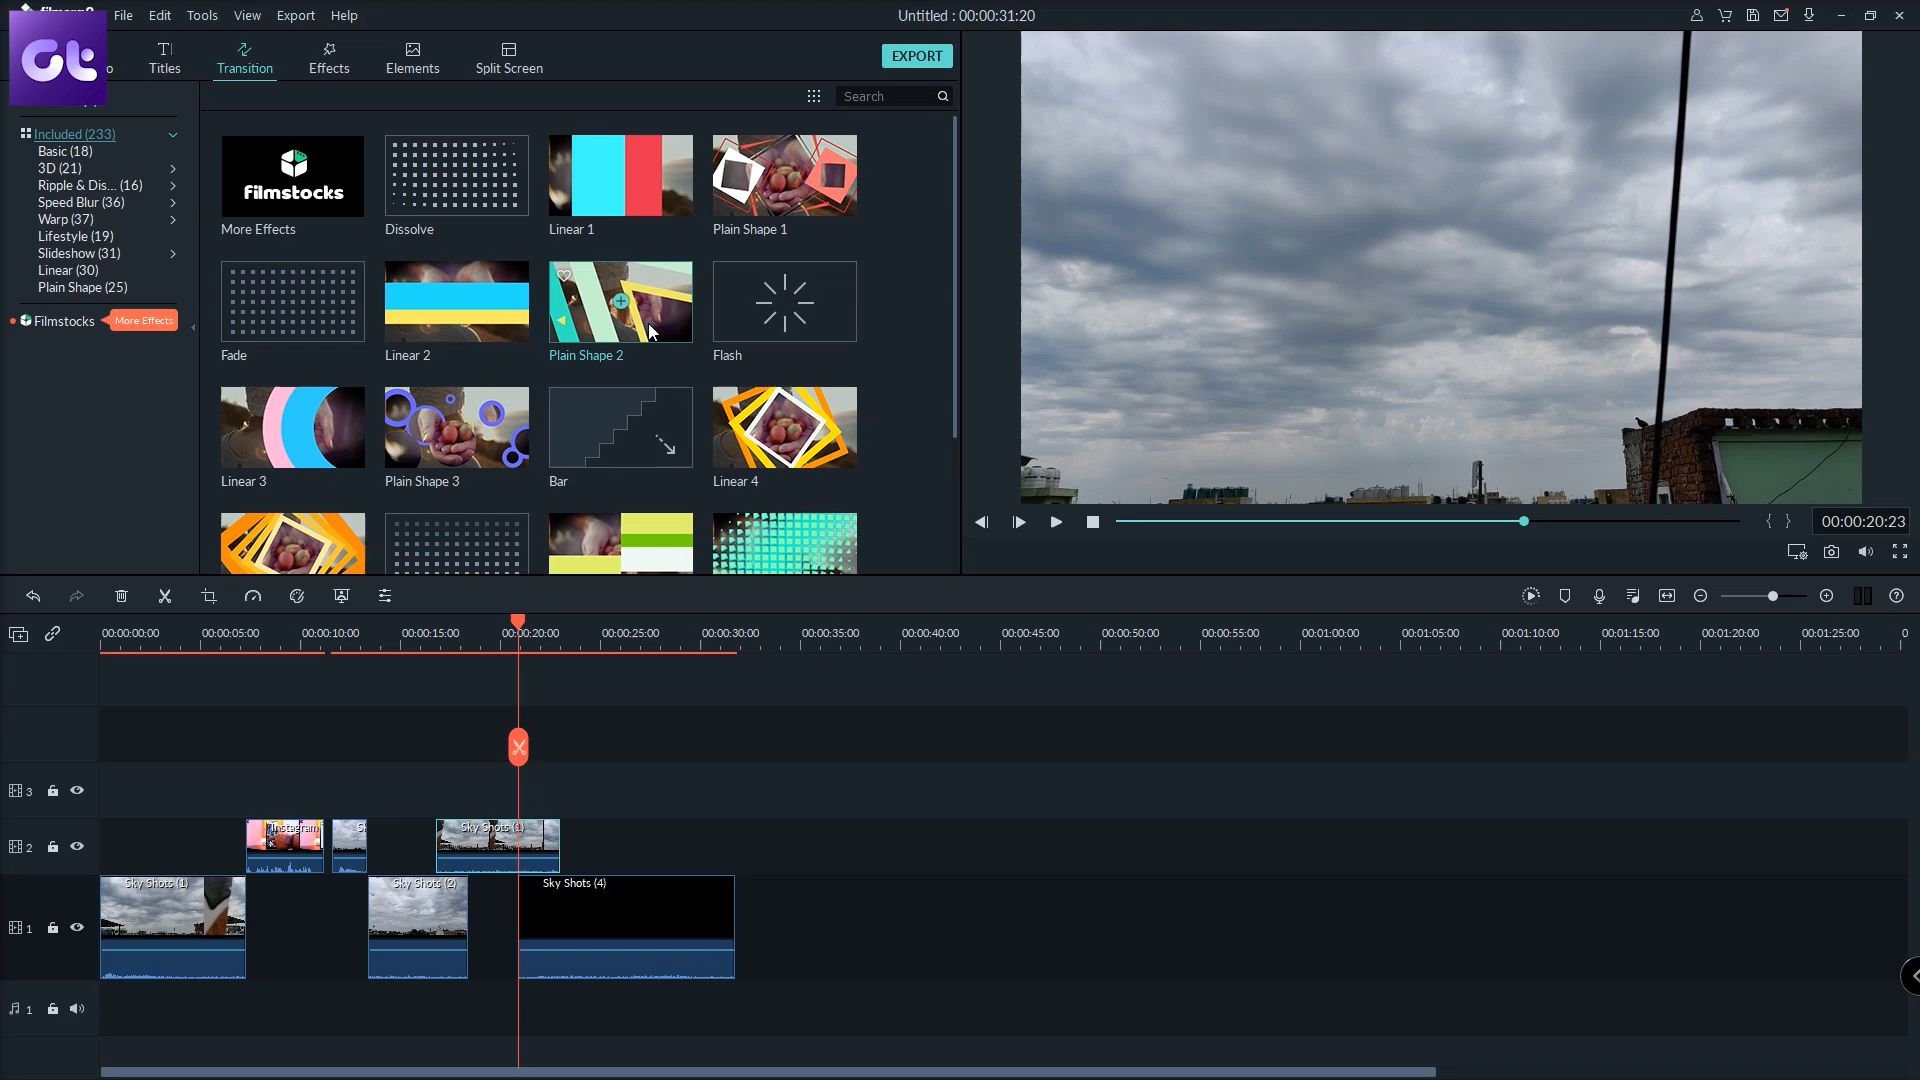 File Edit Tools View Export Help
Untitled : 00:00:31:20
Titles
Transition
Effects
Elements
Split Screen
EXPORT
Search
Included (233)
Basic (18)
3D (21)
Ripple & Dis... (16)
Speed Blur (36)
Warp (37)
Lifestyle (19)
Slideshow (31)
Linear (30)
Plain Shape (25)
Filmstocks
More Effects
filmstocks
More Effects
Dissolve
Linear 1
Plain Shape 1
Fade
Linear 2
Plain Shape 2
Flash
Linear 3
Plain Shape 3
Bar
Linear 4
{ } 00:00:20:23
00:00:00:00 00:00:05:00 00:00:10:00 00:00:15:00 00:00:20:00 00:00:25:00 00:00:30:00 00:00:35:00 00:00:40:00 00:00:45:00 00:00:50:00 00:00:55:00 00:01:00:00 00:01:05:00 00:01:10:00 00:01:15:00 00:01:20:00 00:01:25:00 0
3
2
Instagram
Sky Shots (1)
1
Sky Shots (1)
Sky Shots (2)
Sky Shots (4)
1